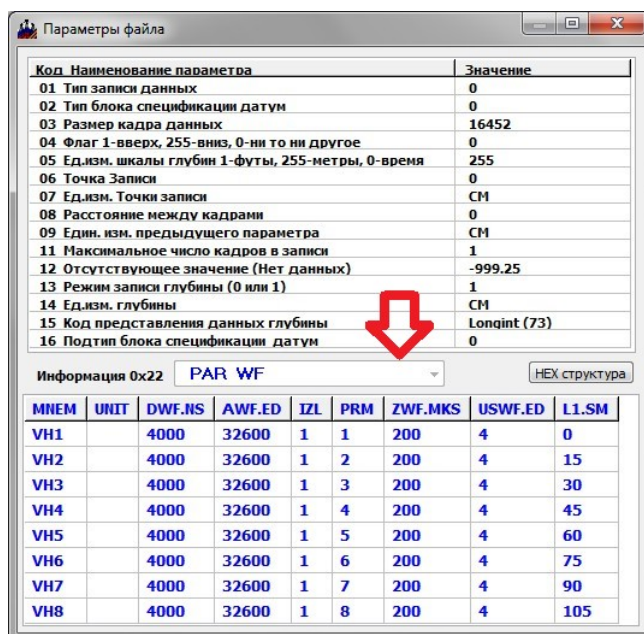 Параметры файла
Код Наименование параметра Значение
01 Тип записи данных 0
02 Тип блока спецификации датум 0
03 Размер кадра данных 16452
04 Флаг 1-вверх, 255-вниз, 0-ни то ни другое 0
05 Ед.изм. шкалы глубин 1-футы, 255-метры, 0-время 255
06 Точка Записи 0
07 Ед.изм. Точки записи СМ
08 Расстояние между кадрами 0
09 Един. изм. предыдущего параметра СМ
11 Максимальное число кадров в записи 1
12 Отсутствующее значение (Нет данных) -999.25
13 Режим записи глубины (0 или 1) 1
14 Ед.изм. глубины СМ
15 Код представления данных глубины Longint (73)
16 Подтип блока спецификации датум 0
Информация 0x22 PAR WF HEX структура
MNEM UNIT DWF.NS AWF.ED IZL PRM ZWF.MKS USWF.ED L1.SM
VH1 4000 32600 1 1 200 4 0
VH2 4000 32600 1 2 200 4 15
VH3 4000 32600 1 3 200 4 30
VH4 4000 32600 1 4 200 4 45
VH5 4000 32600 1 5 200 4 60
VH6 4000 32600 1 6 200 4 75
VH7 4000 32600 1 7 200 4 90
VH8 4000 32600 1 8 200 4 105